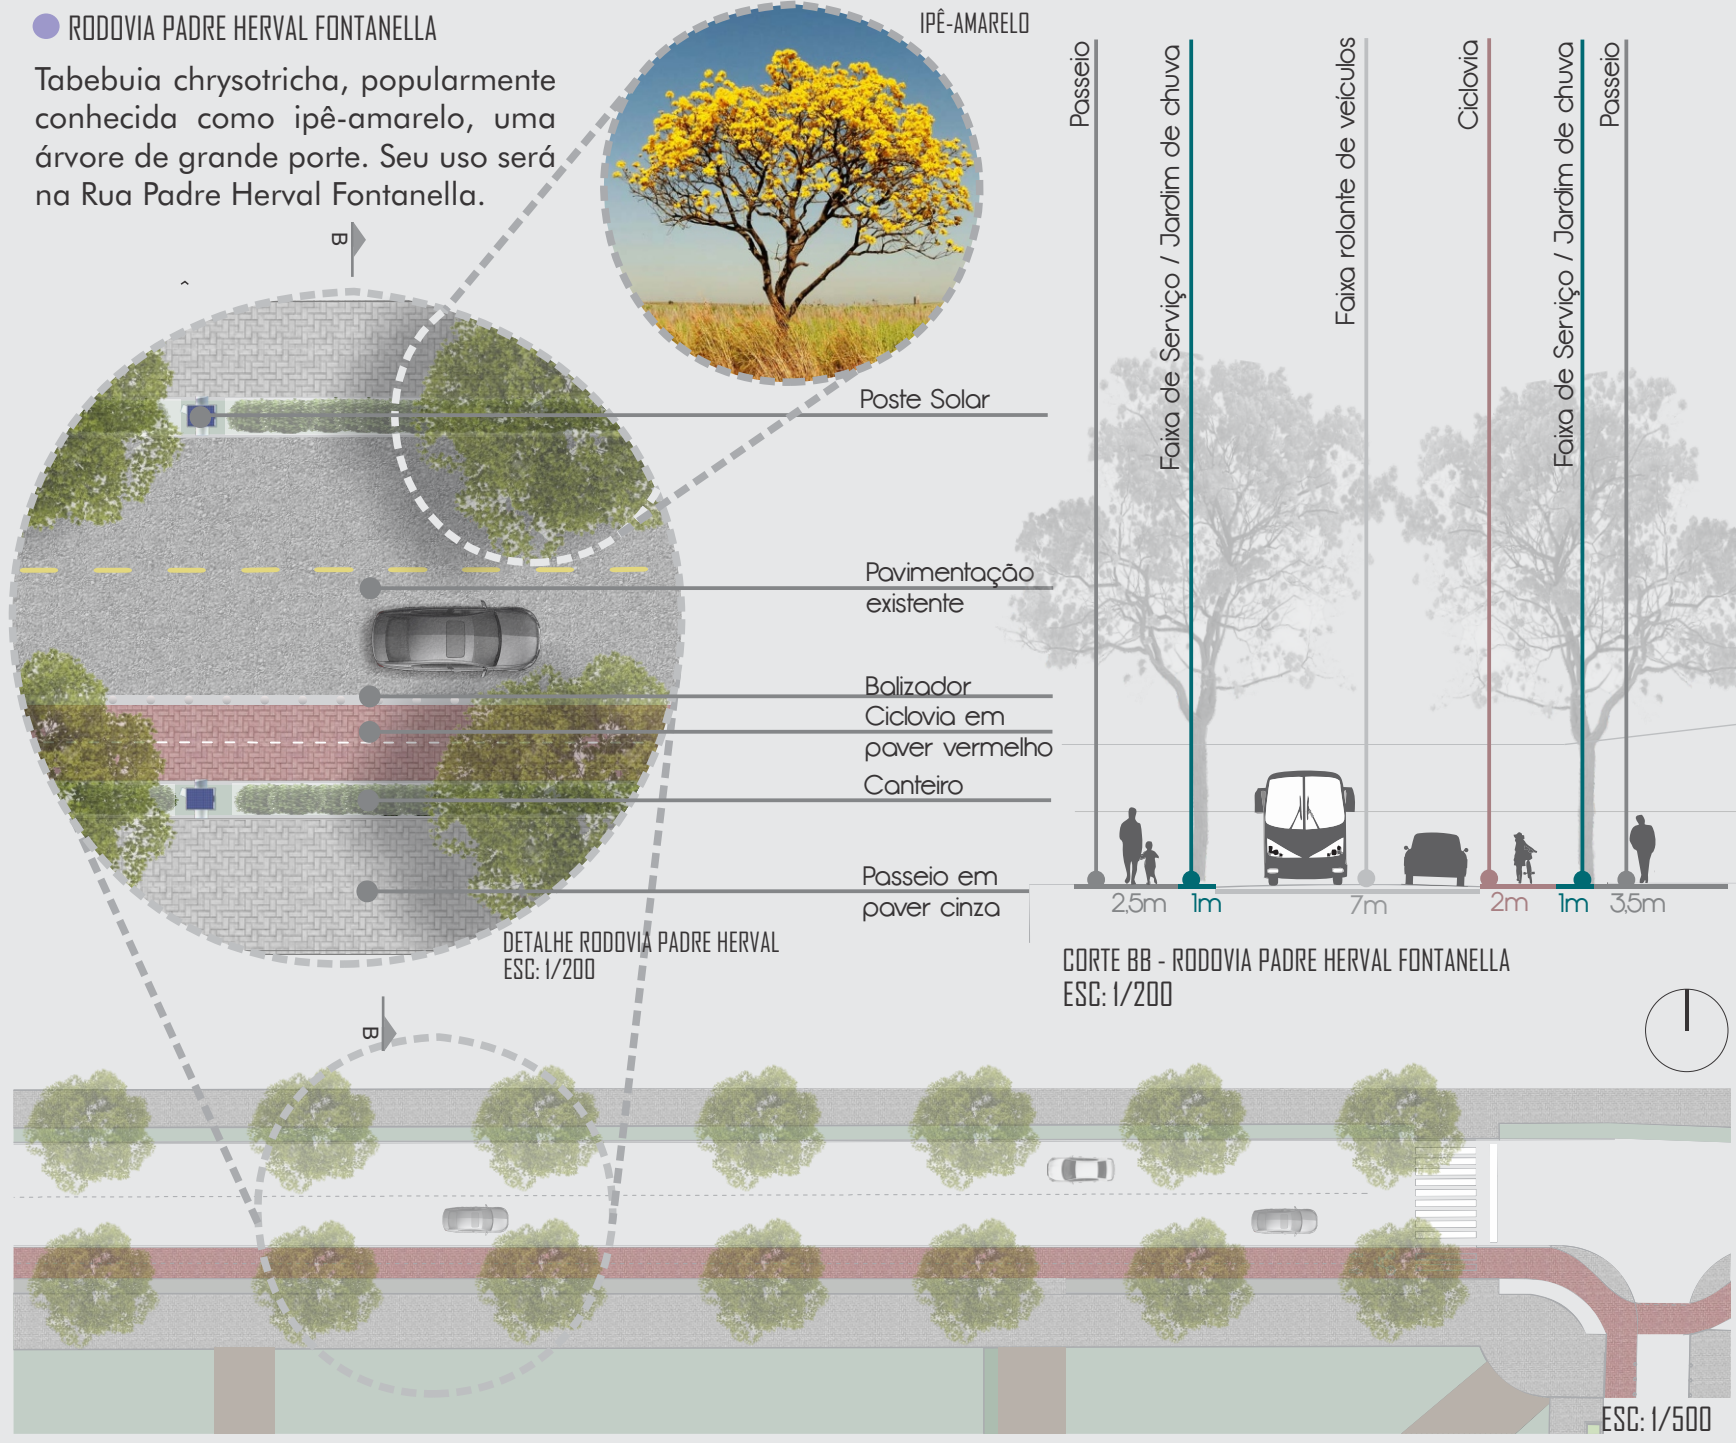 RODOVIA PADRE HERVAL FONTANELLA
Tabebuia chrysotricha, popularmente
conhecida como ipê-amarelo, uma
árvore de grande porte. Seu uso será
na Rua Padre Herval Fontanella.
IPÊ-AMARELO
B
Poste Solar
Pavimentação
existente
Balizador
Ciclovia em
paver vermelho
Canteiro
Passeio em
paver cinza
DETALHE RODOVIA PADRE HERVAL
ESC: 1/200
Passeio
Faixa de Serviço / Jardim de chuva
Faixa rolante de veículos
Ciclovia
Faixa de Serviço / Jardim de chuva
Passeio
2,5m
1m
7m
2m
1m
3,5m
CORTE BB - RODOVIA PADRE HERVAL FONTANELLA
ESC: 1/200
B
ESC: 1/500